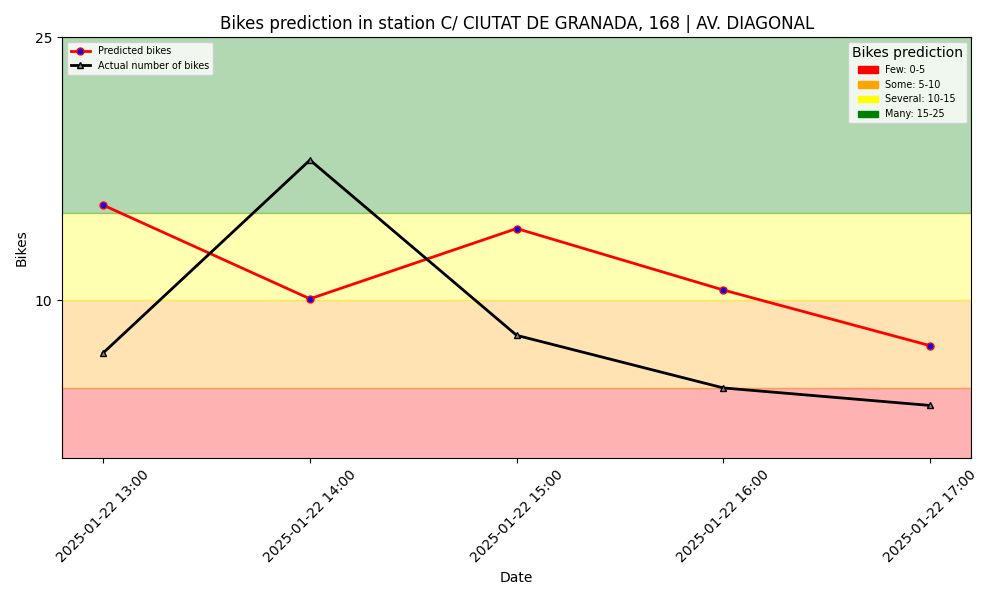 Bikes prediction in station C/ CIUTAT DE GRANADA, 168 | AV. DIAGONAL
25
10
Bikes
Predicted bikes
Actual number of bikes
Bikes prediction
Few: 0-5
Some: 5-10
Several: 10-15
Many: 15-25
2025-01-22 13:00
2025-01-22 14:00
2025-01-22 15:00
2025-01-22 16:00
2025-01-22 17:00
Date